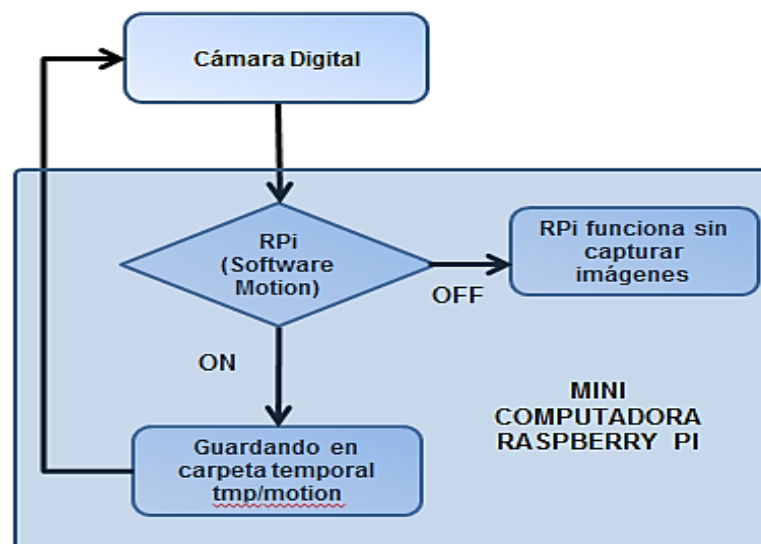 Cámara Digital
RPi
(Software
Motion)
RPi funciona sin
capturar
imágenes
OFF
ON
MINI
COMPUTADORA
RASPBERRY PI
Guardando en
carpeta temporal
tmp/motion